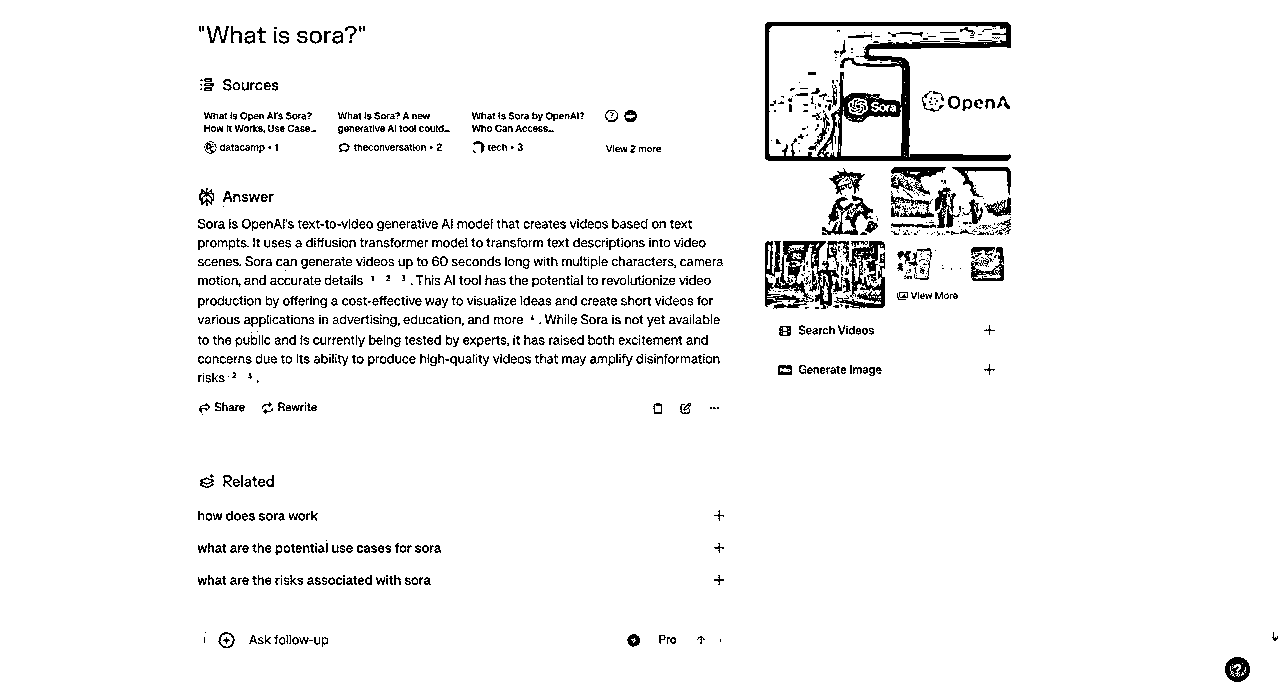 "What is sora?"
Sources
What is Open AI's Sora?
How it Works, Use Case...
datacamp • 1
What is Sora? A new
generative AI tool could...
theconversation • 2
What is Sora by OpenAI?
Who Can Access...
tech • 3
View 2 more
Answer
Sora is OpenAI's text-to-video generative AI model that creates videos based on text
prompts. It uses a diffusion transformer model to transform text descriptions into video
scenes. Sora can generate videos up to 60 seconds long with multiple characters, camera
motion, and accurate details 1 2 3 . This AI tool has the potential to revolutionize video
production by offering a cost-effective way to visualize ideas and create short videos for
various applications in advertising, education, and more 4 . While Sora is not yet available
to the public and is currently being tested by experts, it has raised both excitement and
concerns due to its ability to produce high-quality videos that may amplify disinformation
risks 2 .
Share
Rewrite
Related
how does sora work
what are the potential use cases for sora
what are the risks associated with sora
Ask follow-up
Pro
Sora
OpenA
View More
Search Videos
Generate Image